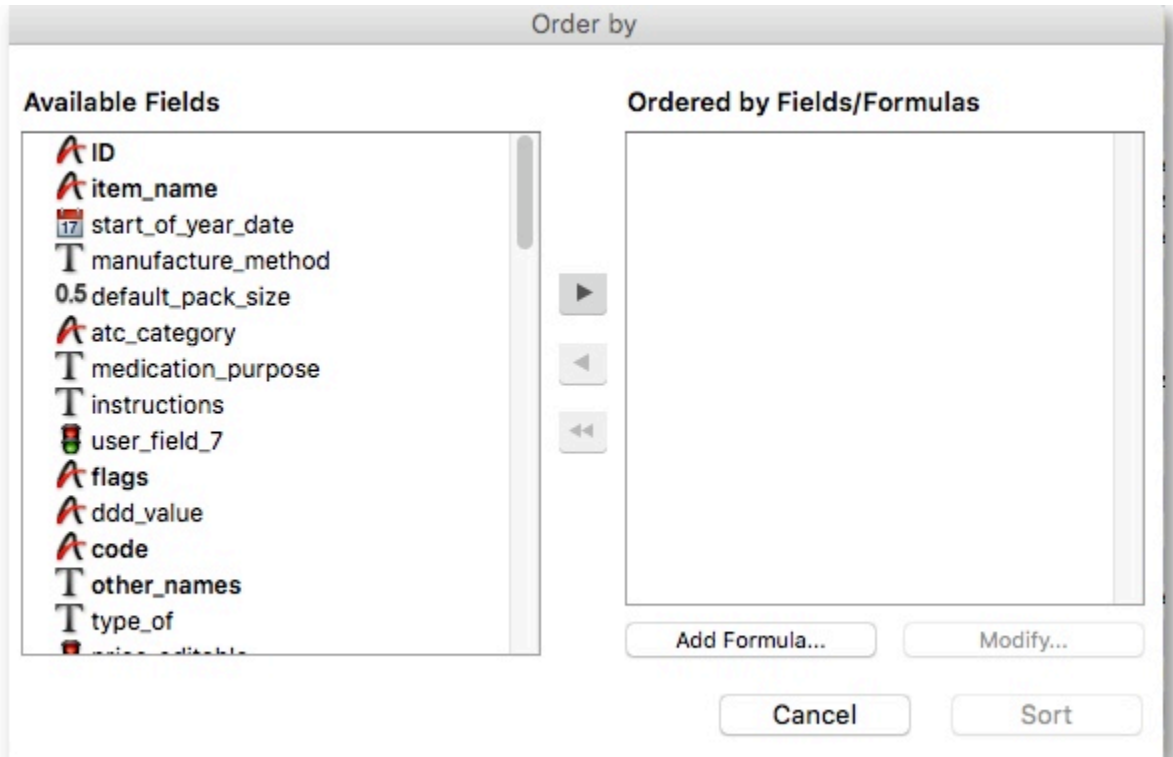 Order by
Available Fields
ID
item_name
start_of_year_date
17
manufacture_method
0.5 default_pack_size
atc_category
medication_purpose
instructions
user_field_7
flags
ddd_value
code
other_names
type_of
Ordered by Fields/Formulas
Add Formula...
Modify...
Cancel
Sort